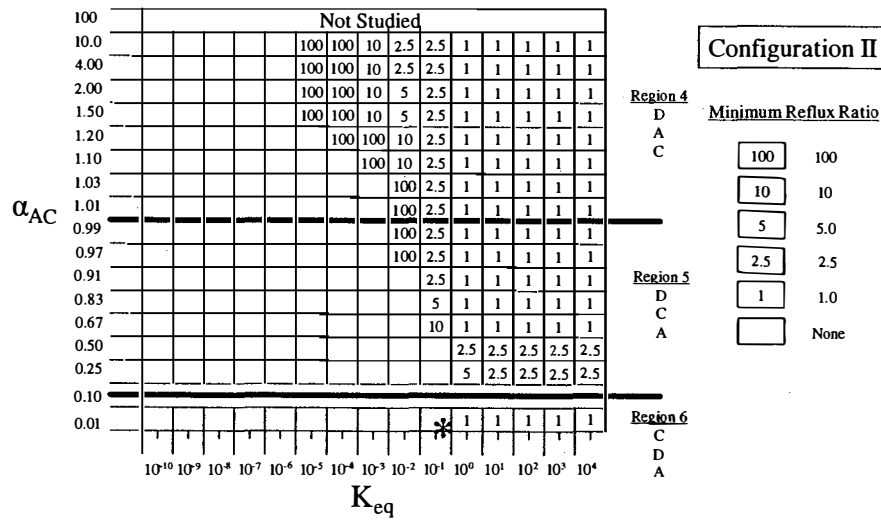 100 Not Studied
10.0 100 100 10 2.5 2.5 1 1 1 1 1
4.00 100 100 10 2.5 2.5 1 1 1 1 1
2.00 100 100 10 5 2.5 1 1 1 1 1
1.50 100 100 10 5 2.5 1 1 1 1 1
1.20 100 100 10 2.5 1 1 1 1 1
1.10 100 10 2.5 1 1 1 1 1
1.03 100 2.5 1 1 1 1 1
1.01 100 2.5 1 1 1 1 1
αAC
0.99 100 2.5 1 1 1 1 1
0.97 100 2.5 1 1 1 1 1
0.91 2.5 1 1 1 1 1
0.83 5 1 1 1 1 1
0.67 10 1 1 1 1 1
0.50 2.5 2.5 2.5 2.5 2.5
0.25 5 2.5 2.5 2.5 2.5
0.10
0.01 * 1 1 1 1 1
10⁻¹⁰ 10⁻⁹ 10⁻⁸ 10⁻⁷ 10⁻⁶ 10⁻⁵ 10⁻⁴ 10⁻³ 10⁻² 10⁻¹ 10⁰ 10¹ 10² 10³ 10⁴
Keq
Region 4
D
A
C
Region 5
D
C
A
Region 6
C
D
A
Configuration II
Minimum Reflux Ratio
100 100
10 10
5 5.0
2.5 2.5
1 1.0
None